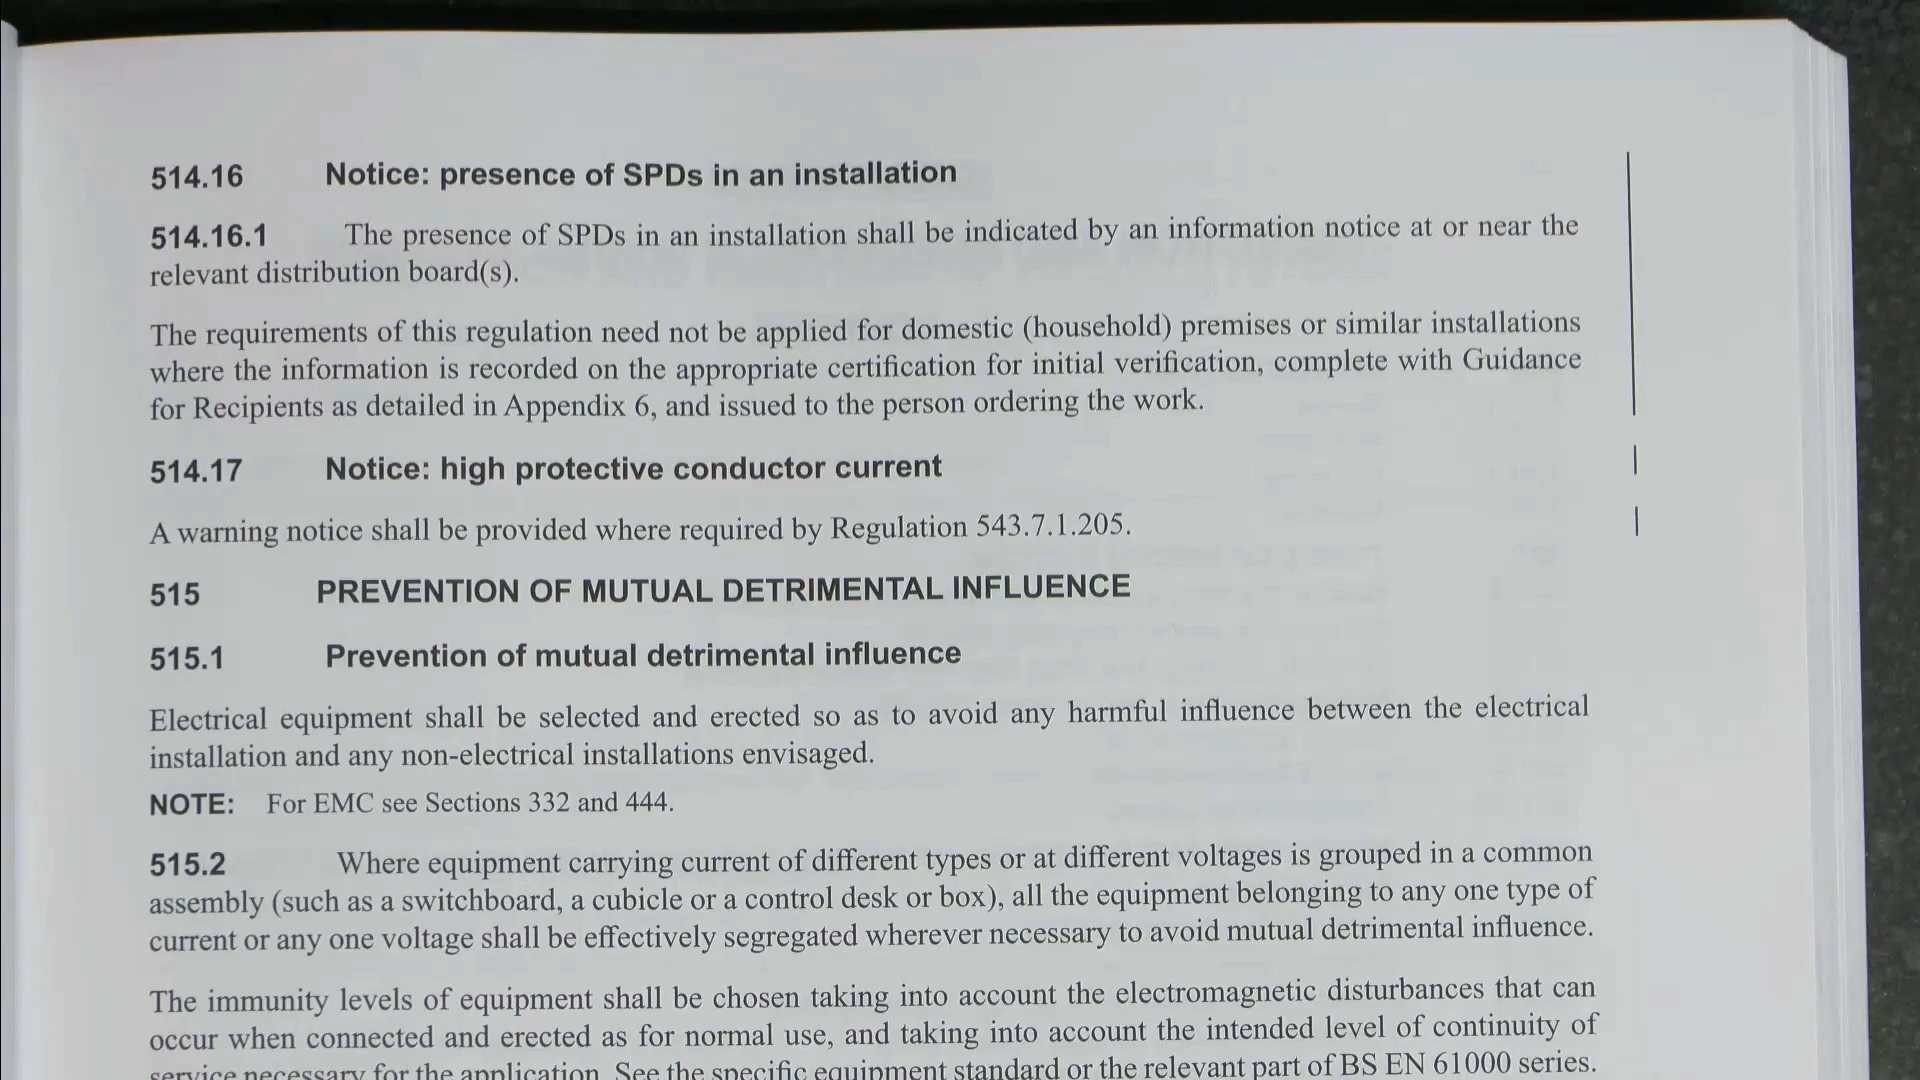 514.16 Notice: presence of SPDs in an installation
514.16.1 The presence of SPDs in an installation shall be indicated by an information notice at or near the
relevant distribution board(s).
The requirements of this regulation need not be applied for domestic (household) premises or similar installations
where the information is recorded on the appropriate certification for initial verification, complete with Guidance
for Recipients as detailed in Appendix 6, and issued to the person ordering the work.
514.17 Notice: high protective conductor current
A warning notice shall be provided where required by Regulation 543.7.1.205.
515 PREVENTION OF MUTUAL DETRIMENTAL INFLUENCE
515.1 Prevention of mutual detrimental influence
Electrical equipment shall be selected and erected so as to avoid any harmful influence between the electrical
installation and any non-electrical installations envisaged.
NOTE: For EMC see Sections 332 and 444.
515.2 Where equipment carrying current of different types or at different voltages is grouped in a common
assembly (such as a switchboard, a cubicle or a control desk or box), all the equipment belonging to any one type of
current or any one voltage shall be effectively segregated wherever necessary to avoid mutual detrimental influence.
The immunity levels of equipment shall be chosen taking into account the electromagnetic disturbances that can
occur when connected and erected as for normal use, and taking into account the intended level of continuity of
service necessary for the application. See the specific equipment standard or the relevant part of BS EN 61000 series.